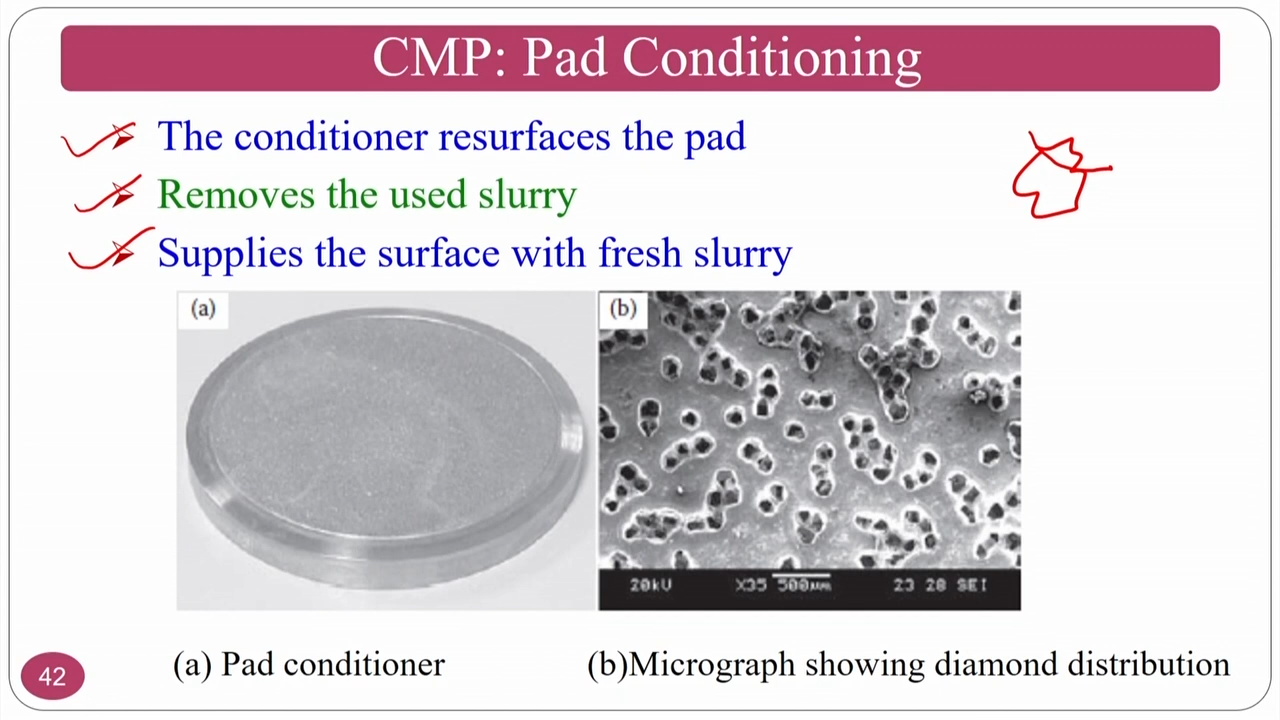 CMP: Pad Conditioning
The conditioner resurfaces the pad
Removes the used slurry
Supplies the surface with fresh slurry
(a)
(b)
20kU X35 500µm 23 28 SEI
(a) Pad conditioner
(b)Micrograph showing diamond distribution
42